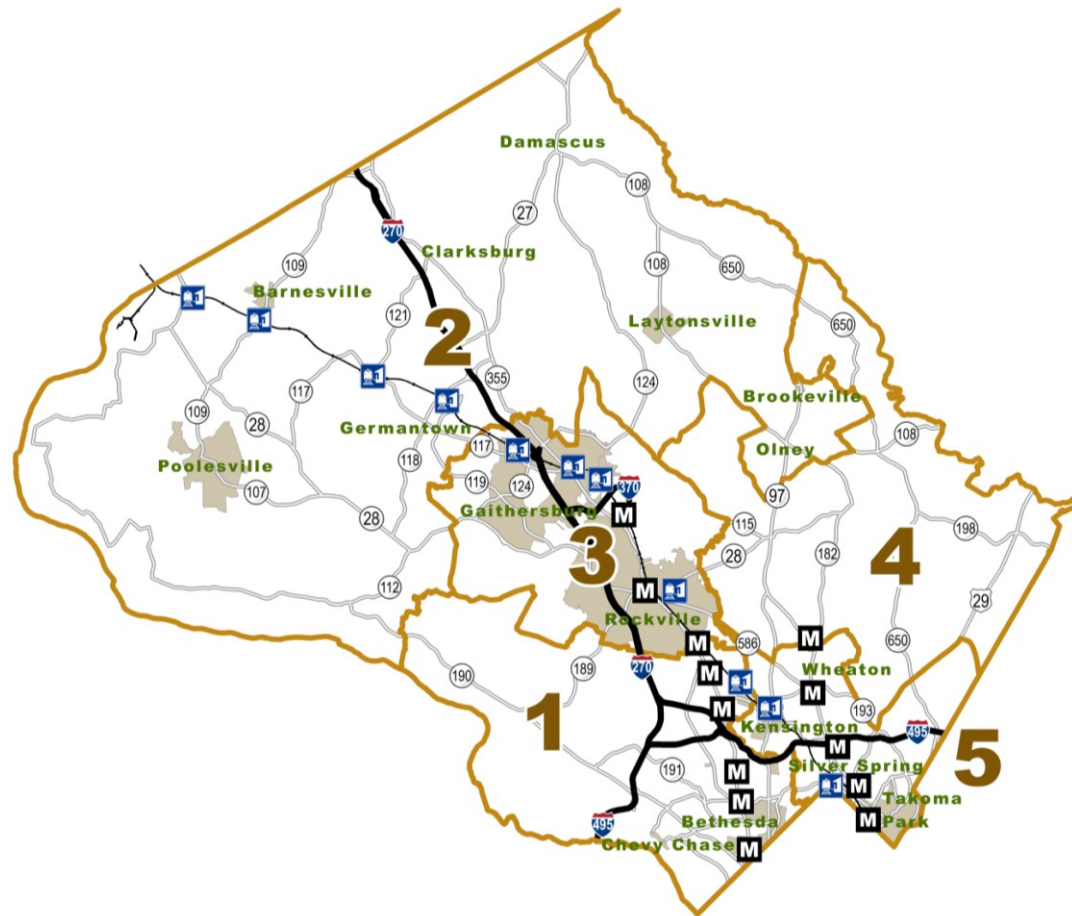 Damascus
108
27
270
Clarksburg
650
108
109
Barnesville
121
Laytonsville
650
2
355
124
117
Brookeville
109
28
Germantown
117
108
Olney
Poolesville
118
119
124
107
370
97
Gaithersburg
28
115
198
3
28
182
4
112
29
M
M
Rockville
586
M
M
650
M
270
189
190
Wheaton
M
M
193
1
Kensington
495
M
5
Silver Spring
191
M
M
M
Takoma
Park
Bethesda
M
495
Chevy Chase
M